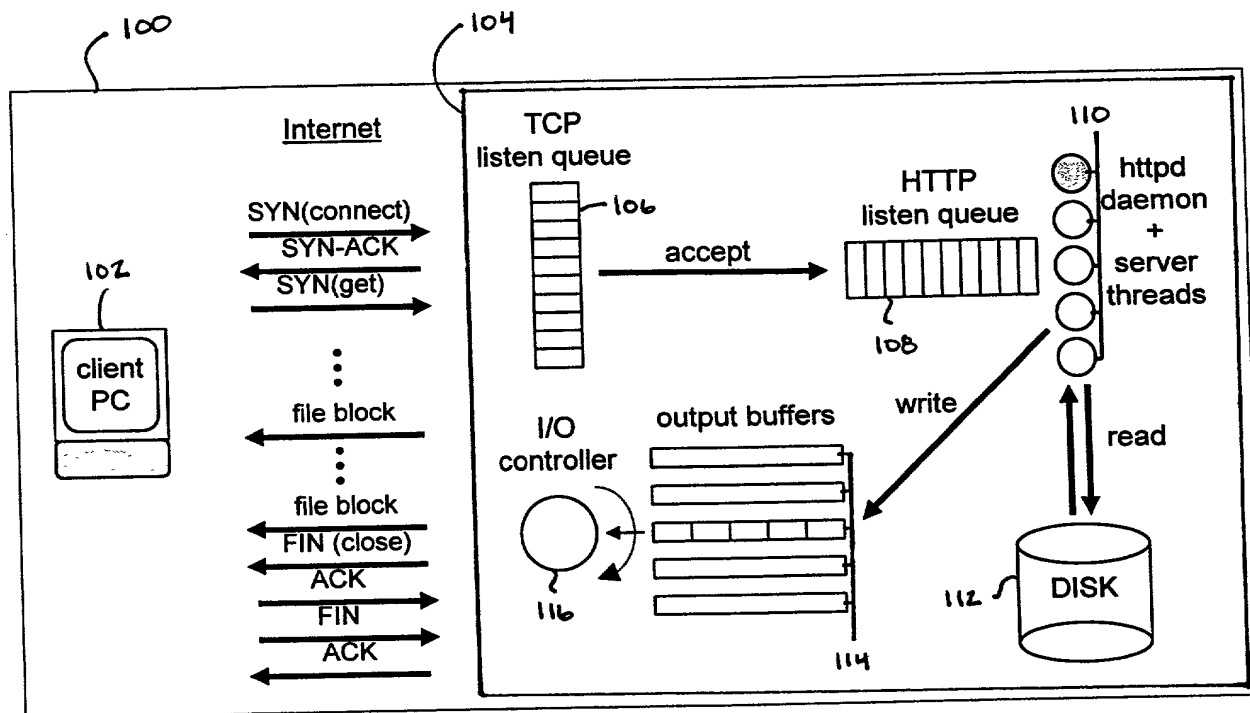 100
104
Internet
TCP
listen queue
106
SYN(connect)
SYN-ACK
SYN(get)
accept
HTTP
listen queue
108
110
httpd
daemon
+
server
threads
102
client
PC
file block
file block
FIN (close)
ACK
FIN
ACK
I/O
controller
116
output buffers
114
write
read
112
DISK